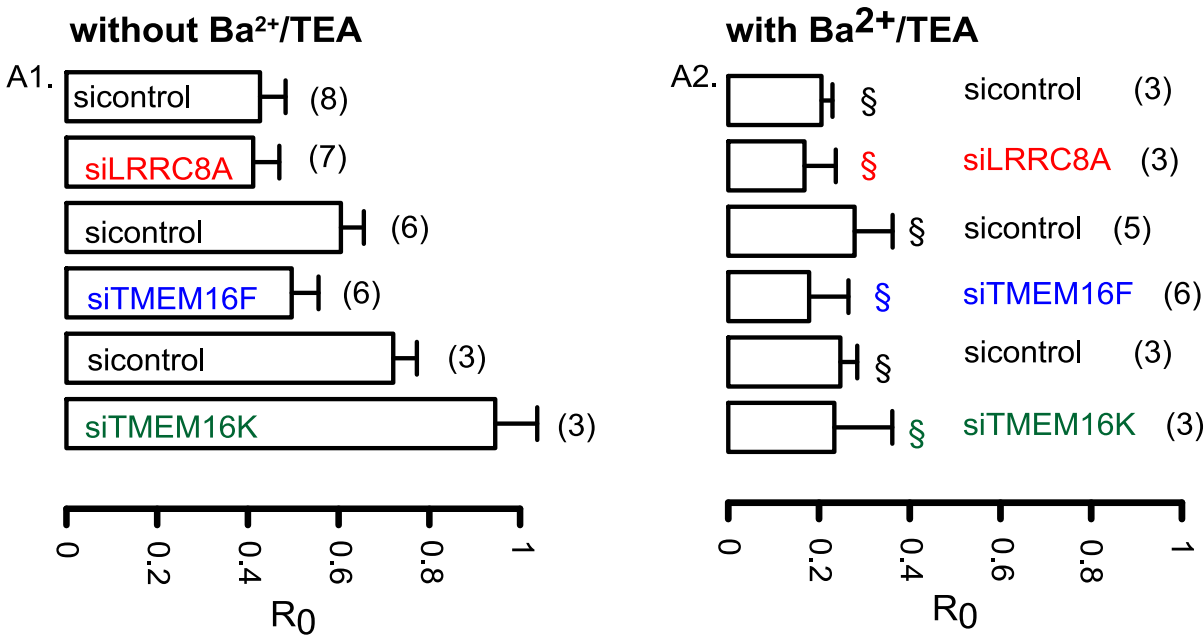 without Ba²⁺/TEA
A1.
sicontrol (8)
siLRRC8A (7)
sicontrol (6)
siTMEM16F (6)
sicontrol (3)
siTMEM16K (3)
0 0.2 0.4 0.6 0.8 1
R₀
with Ba²⁺/TEA
A2.
§ sicontrol (3)
§ siLRRC8A (3)
§ sicontrol (5)
§ siTMEM16F (6)
§ sicontrol (3)
§ siTMEM16K (3)
0 0.2 0.4 0.6 0.8 1
R₀